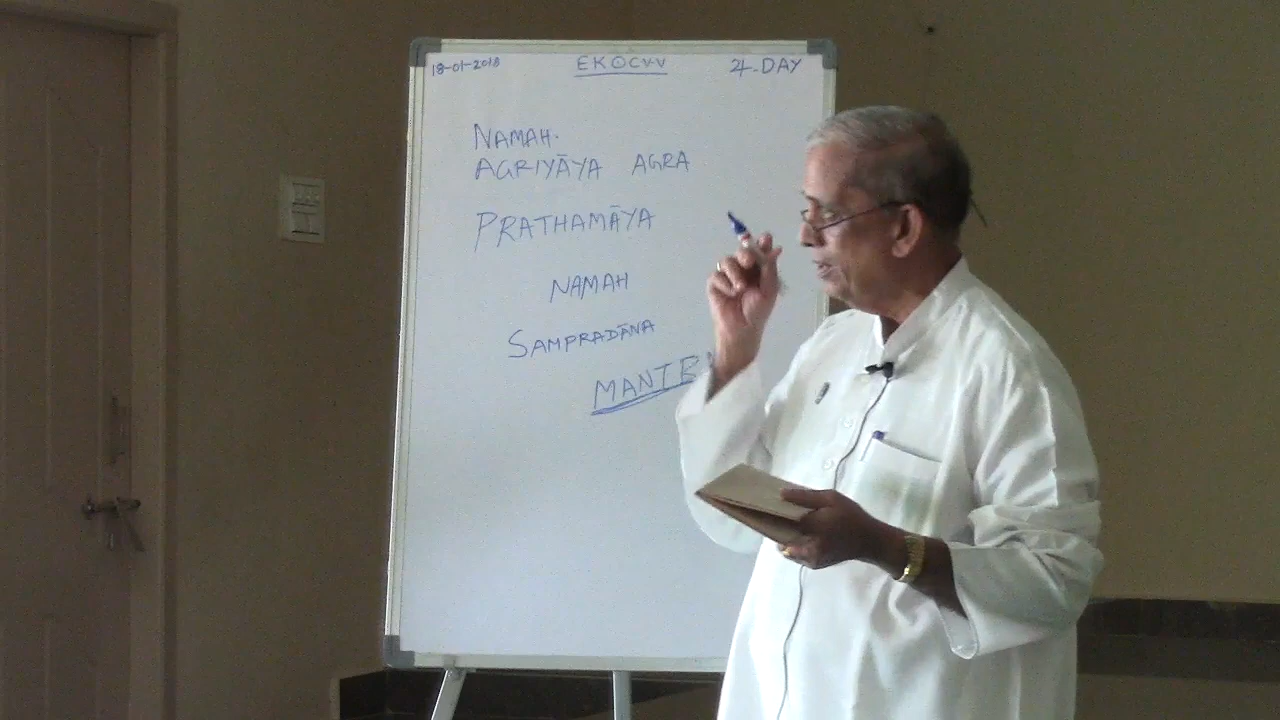 18-01-2018 EKOCVV 4-DAY
NAMAH.
AGRIYĀYA AGRA
PRATHAMĀYA
NAMAH
SAMPRADĀNA